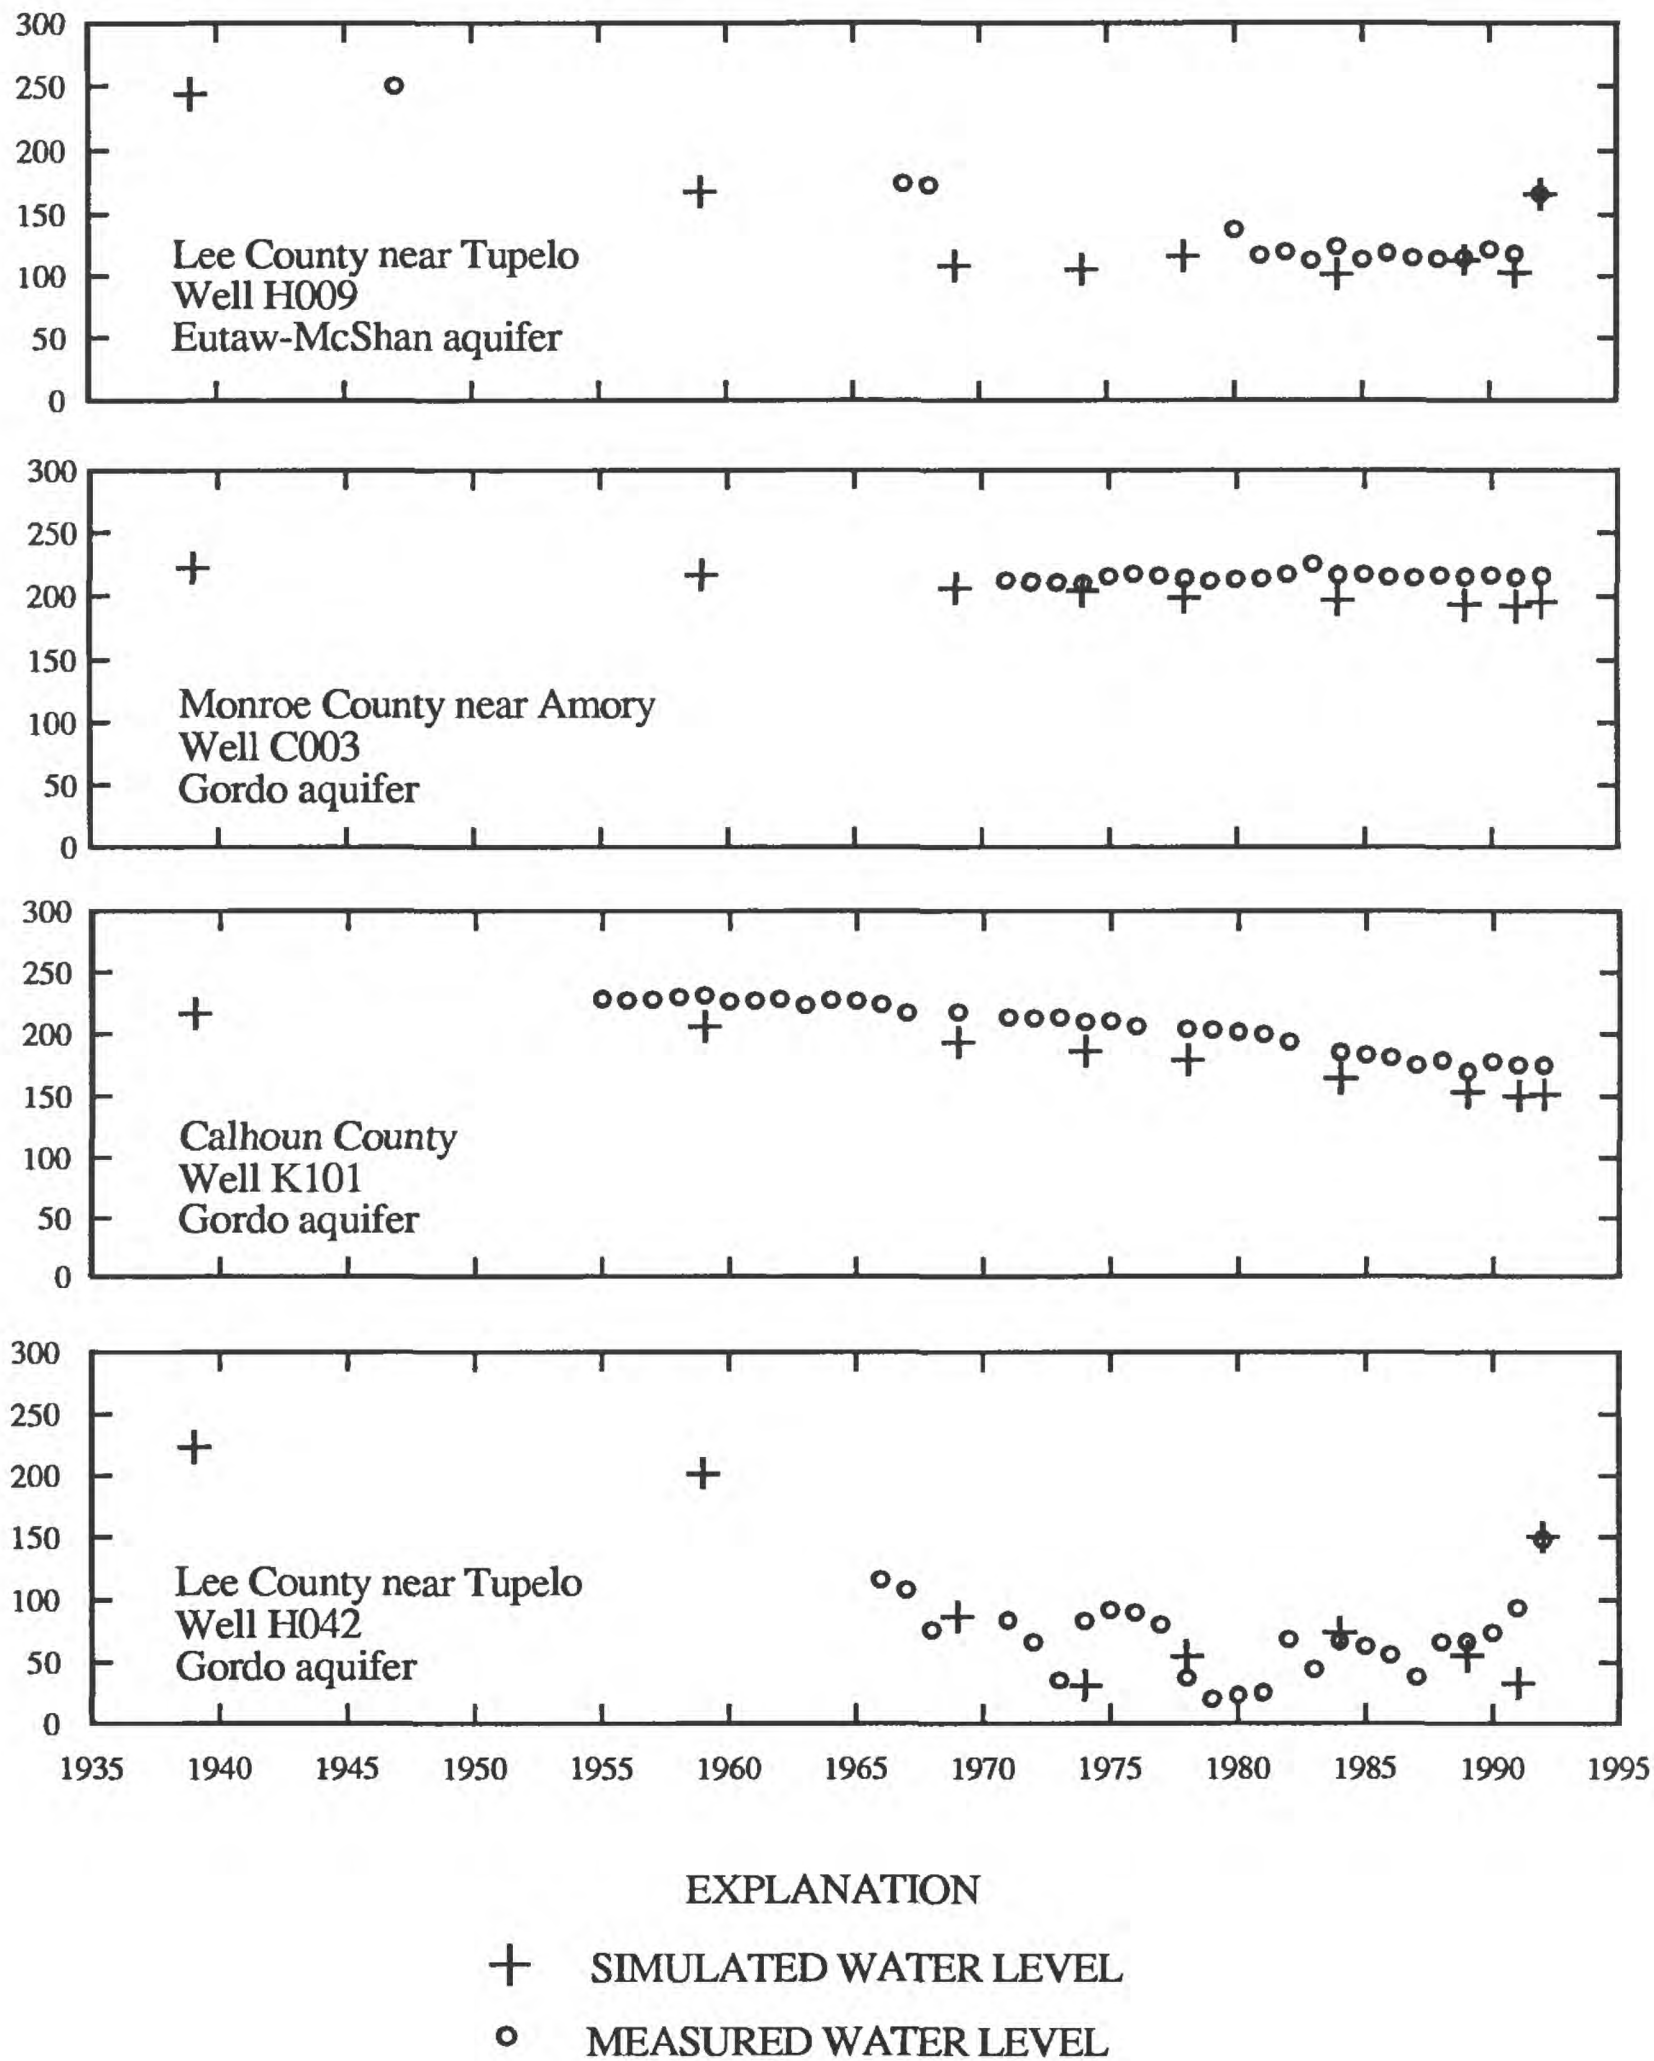 300
250
200
150
100
50
0
Lee County near Tupelo
Well H009
Eutaw-McShan aquifer
300
250
200
150
100
50
0
Monroe County near Amory
Well C003
Gordo aquifer
300
250
200
150
100
50
0
Calhoun County
Well K101
Gordo aquifer
300
250
200
150
100
50
0
Lee County near Tupelo
Well H042
Gordo aquifer
1935 1940 1945 1950 1955 1960 1965 1970 1975 1980 1985 1990 1995
EXPLANATION
SIMULATED WATER LEVEL
MEASURED WATER LEVEL